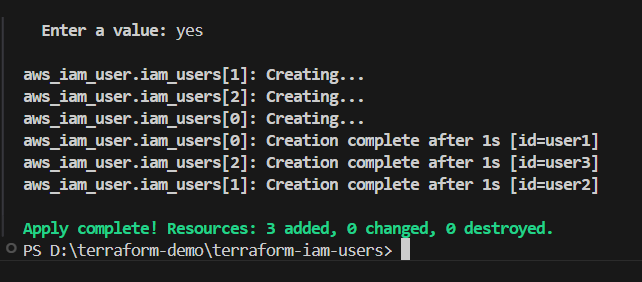 Enter a value: yes
aws_iam_user.iam_users[1]: Creating...
aws_iam_user.iam_users[2]: Creating...
aws_iam_user.iam_users[0]: Creating...
aws_iam_user.iam_users[0]: Creation complete after 1s [id=user1]
aws_iam_user.iam_users[2]: Creation complete after 1s [id=user3]
aws_iam_user.iam_users[1]: Creation complete after 1s [id=user2]
Apply complete! Resources: 3 added, 0 changed, 0 destroyed.
PS D:\terraform-demo\terraform-iam-users>